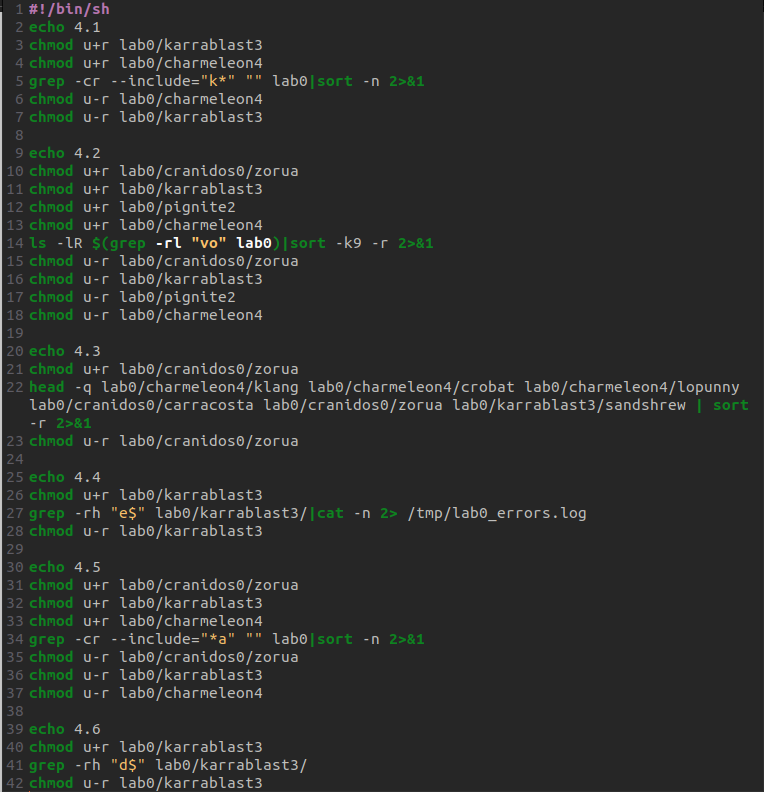 1 #!/bin/sh
2 echo 4.1
3 chmod u+r lab0/karrablast3
4 chmod u+r lab0/charmeleon4
5 grep -cr --include="k*" "" lab0|sort -n 2>&1
6 chmod u-r lab0/charmeleon4
7 chmod u-r lab0/karrablast3
8
9 echo 4.2
10 chmod u+r lab0/cranidos0/zorua
11 chmod u+r lab0/karrablast3
12 chmod u+r lab0/pignite2
13 chmod u+r lab0/charmeleon4
14 ls -lR $(grep -rl "vo" lab0)|sort -k9 -r 2>&1
15 chmod u-r lab0/cranidos0/zorua
16 chmod u-r lab0/karrablast3
17 chmod u-r lab0/pignite2
18 chmod u-r lab0/charmeleon4
19
20 echo 4.3
21 chmod u+r lab0/cranidos0/zorua
22 head -q lab0/charmeleon4/klang lab0/charmeleon4/crobat lab0/charmeleon4/lopunny
lab0/cranidos0/carracosta lab0/cranidos0/zorua lab0/karrablast3/sandshrew | sort
-r 2>&1
23 chmod u-r lab0/cranidos0/zorua
24
25 echo 4.4
26 chmod u+r lab0/karrablast3
27 grep -rh "e$" lab0/karrablast3/|cat -n 2> /tmp/lab0_errors.log
28 chmod u-r lab0/karrablast3
29
30 echo 4.5
31 chmod u+r lab0/cranidos0/zorua
32 chmod u+r lab0/karrablast3
33 chmod u+r lab0/charmeleon4
34 grep -cr --include="*a" "" lab0|sort -n 2>&1
35 chmod u-r lab0/cranidos0/zorua
36 chmod u-r lab0/karrablast3
37 chmod u-r lab0/charmeleon4
38
39 echo 4.6
40 chmod u+r lab0/karrablast3
41 grep -rh "d$" lab0/karrablast3/
42 chmod u-r lab0/karrablast3